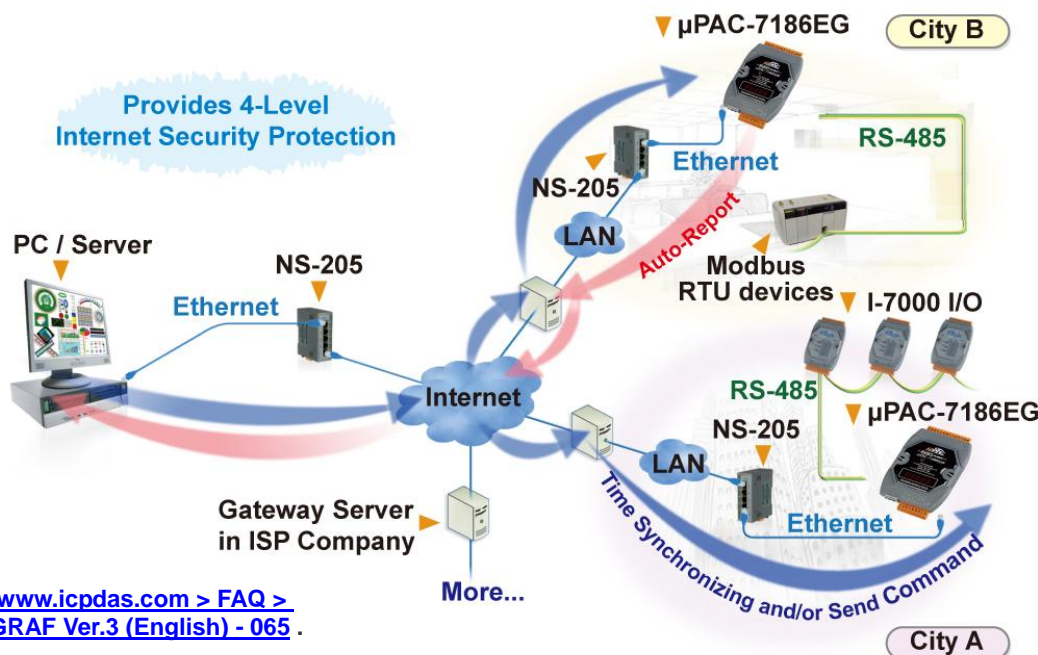 µPAC-7186EG
City B
Provides 4-Level
Internet Security Protection
RS-485
Ethernet
NS-205
LAN
Auto-Report
PC / Server
NS-205
Modbus
RTU devices
I-7000 I/O
Ethernet
Internet
RS-485
µPAC-7186EG
NS-205
LAN
Gateway Server
in ISP Company
Ethernet
Time Synchronizing and/or Send Command
More...
www.icpdas.com > FAQ >
GRAF Ver.3 (English) - 065 .
City A